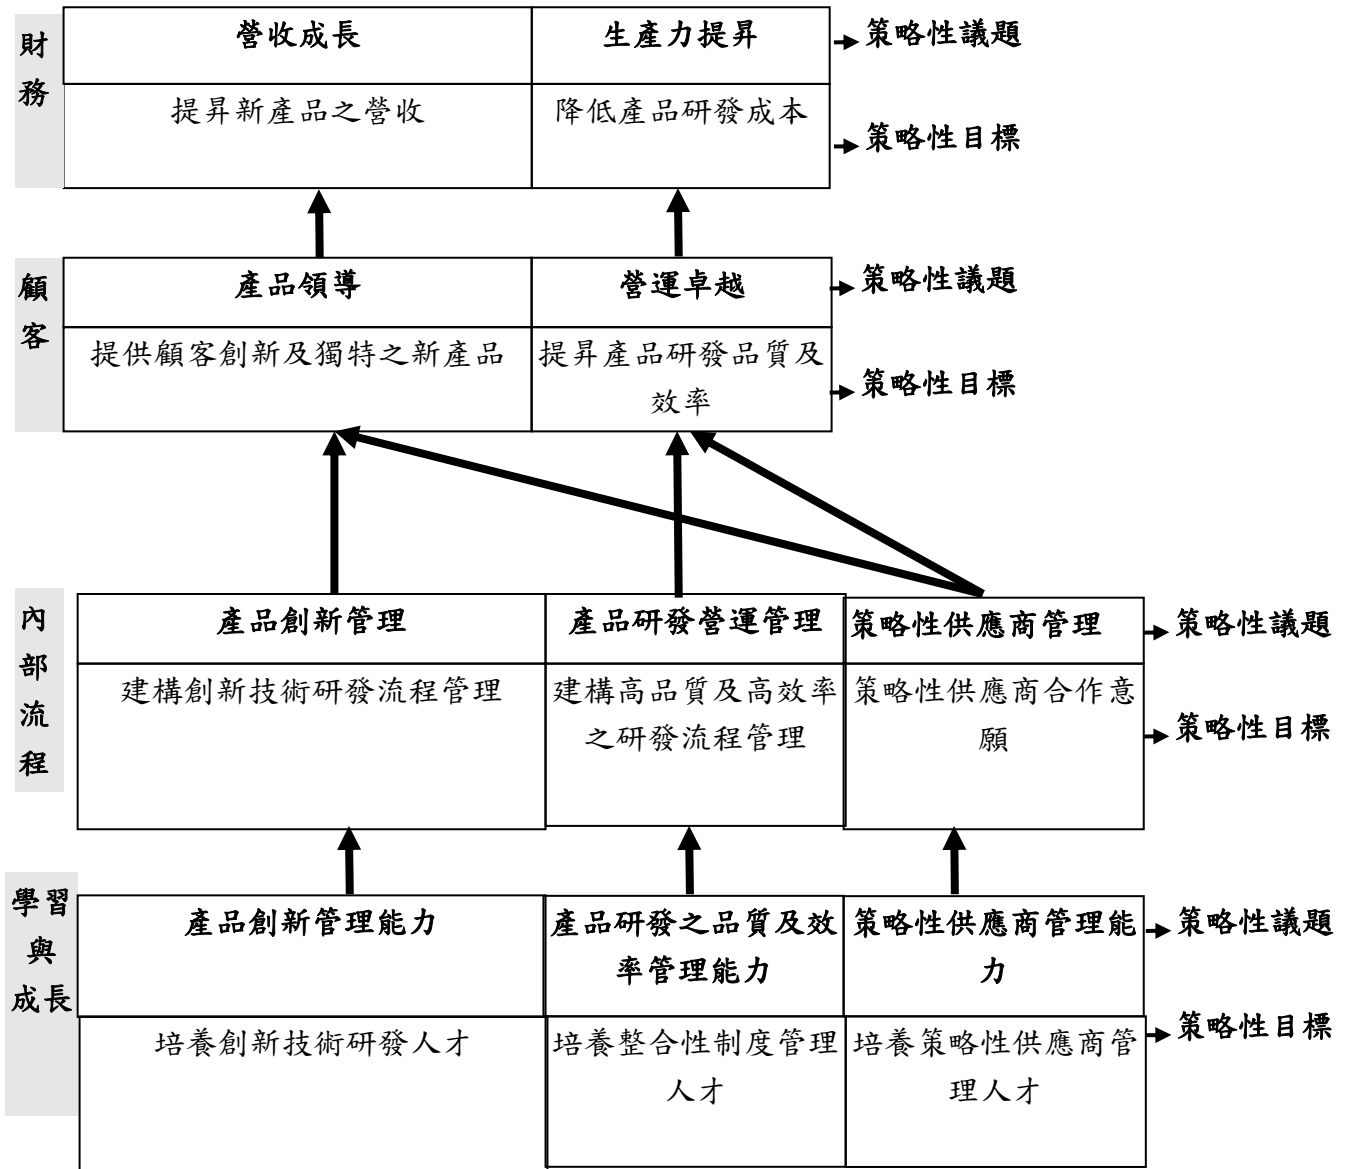 財
務
營收成長
生產力提昇
策略性議題
提昇新產品之營收
降低產品研發成本
策略性目標
顧
客
產品領導
營運卓越
策略性議題
提供顧客創新及獨特之新產品
提昇產品研發品質及
效率
策略性目標
內
部
流
程
產品創新管理
產品研發營運管理
策略性供應商管理
策略性議題
建構創新技術研發流程管理
建構高品質及高效率
之研發流程管理
策略性供應商合作意
願
策略性目標
學習
與
成長
產品創新管理能力
產品研發之品質及效
率管理能力
策略性供應商管理能
力
策略性議題
培養創新技術研發人才
培養整合性制度管理
人才
培養策略性供應商管
理人才
策略性目標